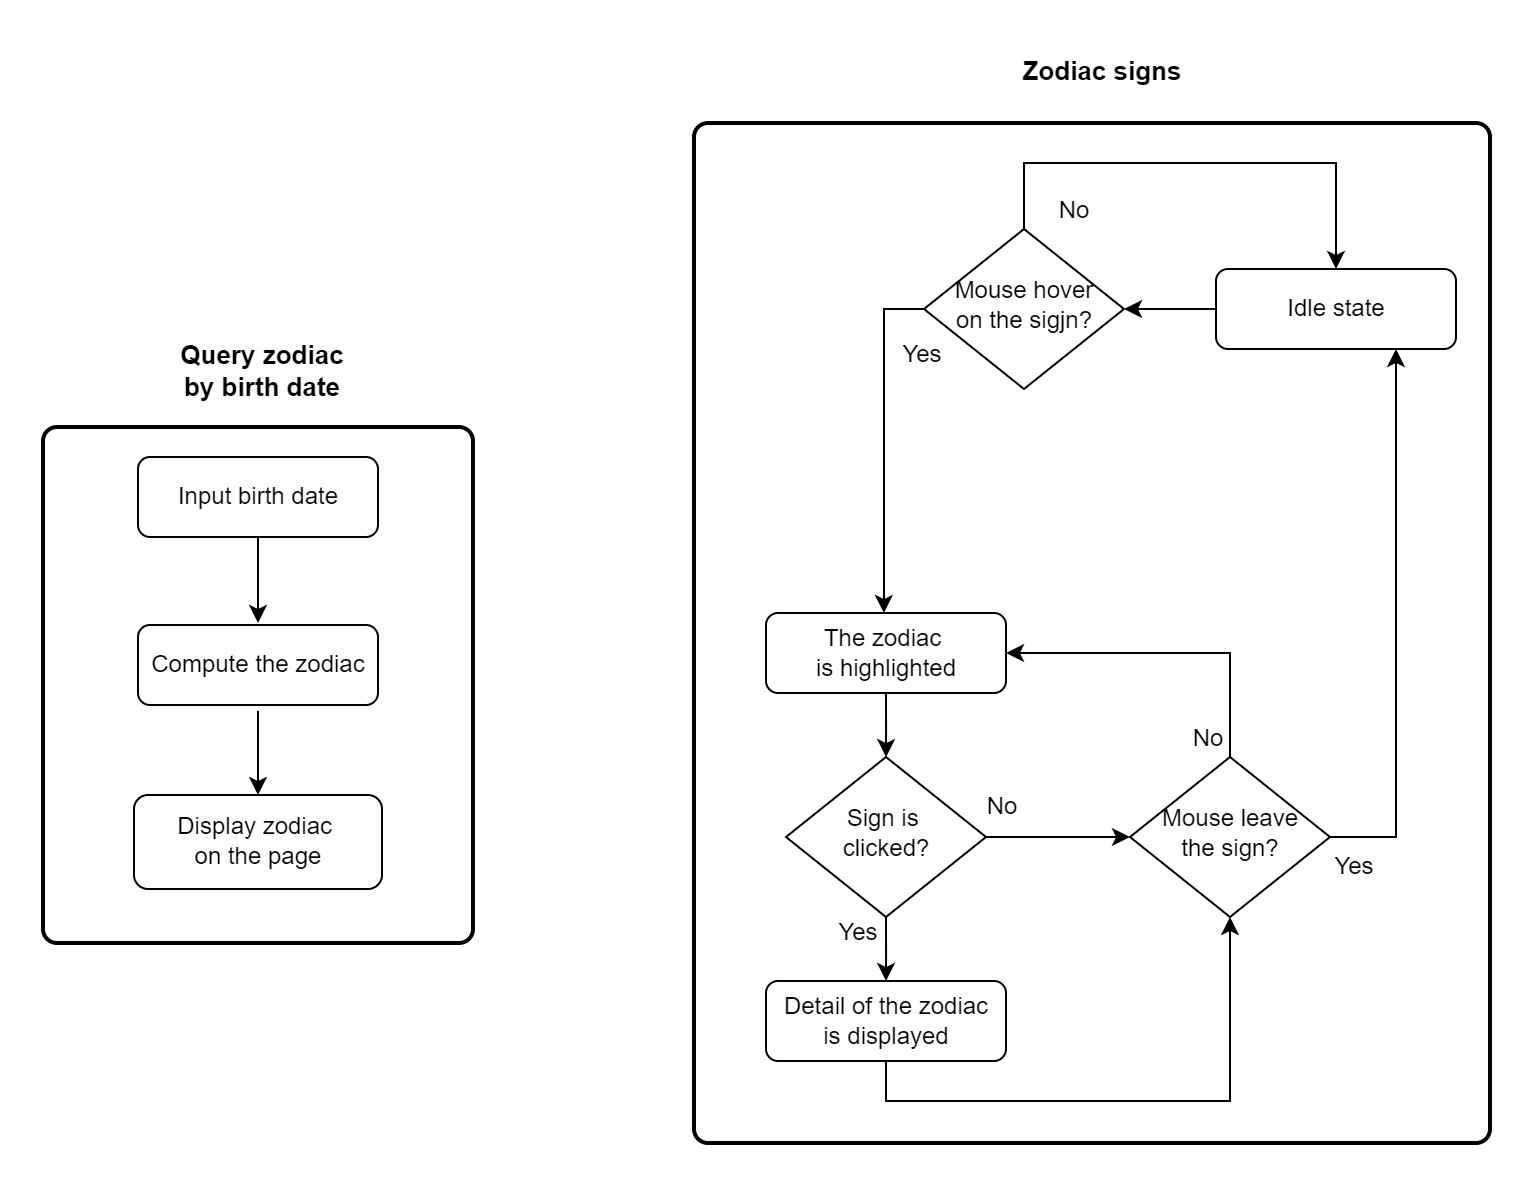 Zodiac signs
No
Mouse hover
on the sigjn?
Idle state
Yes
Query zodiac
by birth date
Input birth date
Compute the zodiac
Display zodiac
on the page
The zodiac
is highlighted
No
Sign is
clicked?
No
Mouse leave
the sign?
Yes
Yes
Detail of the zodiac
is displayed